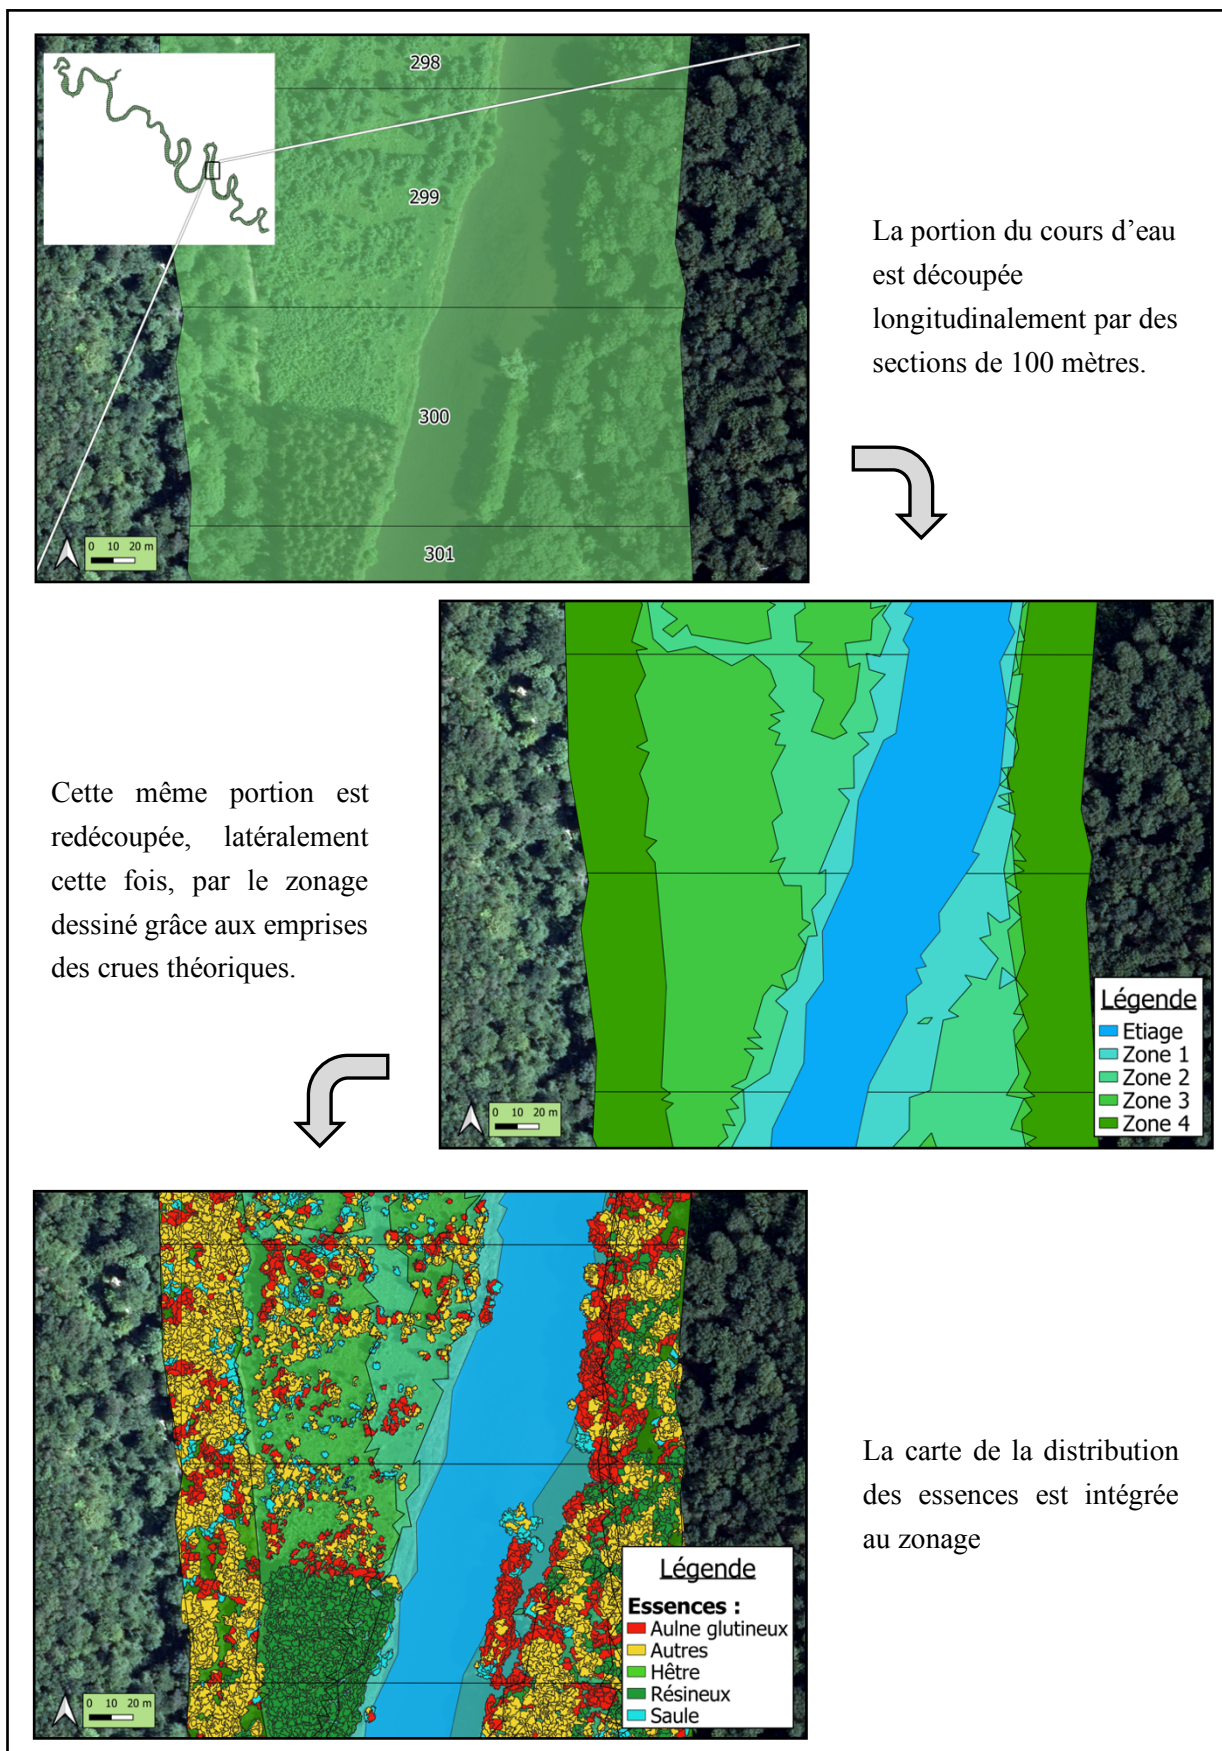 298
299
300
301
0 10 20 m
La portion du cours d’eau
est découpée
longitudinalement par des
sections de 100 mètres.
Cette même portion est
redécoupée, latéralement
cette fois, par le zonage
dessiné grâce aux emprises
des crues théoriques.
Légende
Etiage
Zone 1
Zone 2
Zone 3
Zone 4
0 10 20 m
La carte de la distribution
des essences est intégrée
au zonage
Légende
Essences :
Aulne glutineux
Autres
Hêtre
Résineux
Saule
0 10 20 m